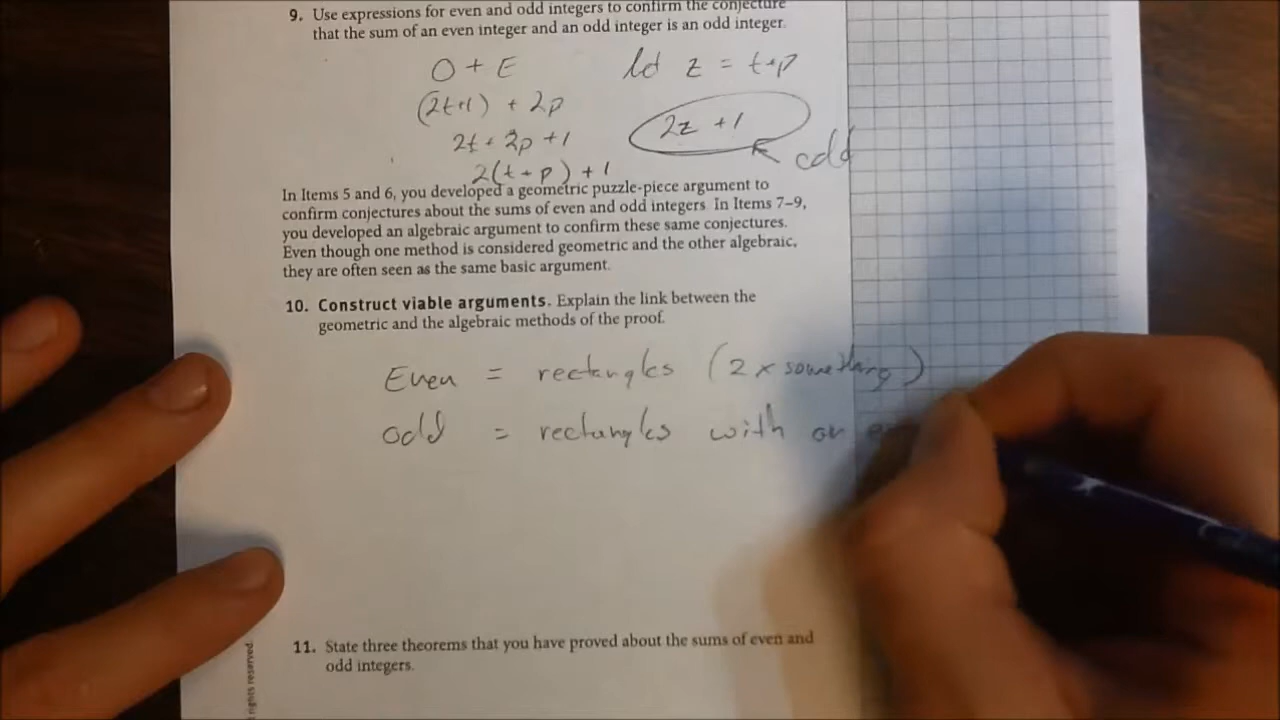 9. Use expressions for even and odd integers to confirm the conjecture
that the sum of an even integer and an odd integer is an odd integer.
O + E
let z = t+p
(2t+1) + 2p
2z +1
2t + 2p +1
odd
2(t + p) + 1
In Items 5 and 6, you developed a geometric puzzle-piece argument to
confirm conjectures about the sums of even and odd integers. In Items 7–9,
you developed an algebraic argument to confirm these same conjectures.
Even though one method is considered geometric and the other algebraic,
they are often seen as the same basic argument.
10. Construct viable arguments. Explain the link between the
geometric and the algebraic methods of the proof.
Even = rectangles (2 x something)
odd = rectangles with an
11. State three theorems that you have proved about the sums of even and
odd integers.
rights reserved.